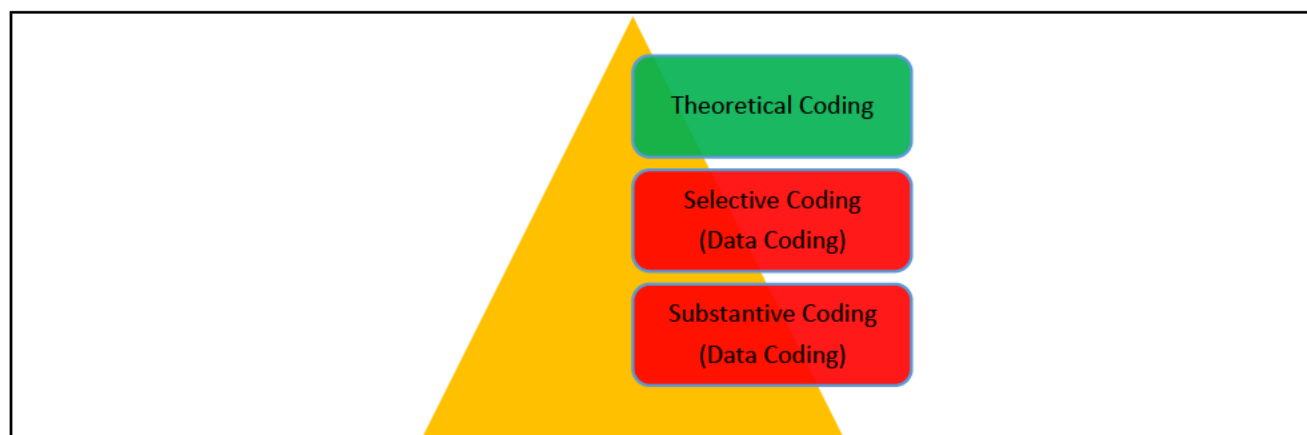 Theoretical Coding
Selective Coding
(Data Coding)
Substantive Coding
(Data Coding)